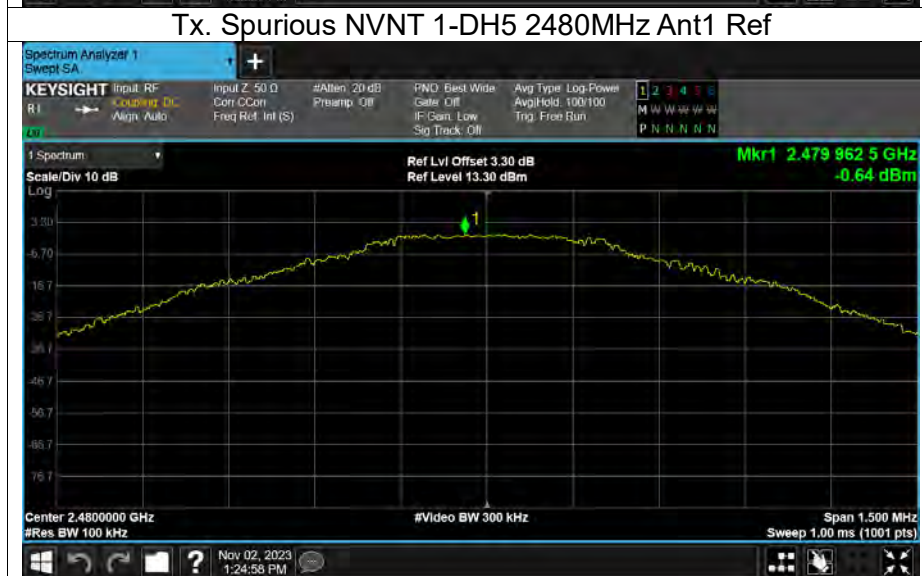 Tx. Spurious NVNT 1-DH5 2480MHz Ant1 Ref
Spectrum Analyzer 1
Swept SA
+
KEYSIGHT Input: RF
Coupling: DC
Align: Auto
Input Z: 50 Ω
Corr CCorr
Freq Ref: Int (S)
#Atten: 20 dB
Preamp: Off
PNO: Best Wide
Gate: Off
IF Gain: Low
Sig Track: Off
Avg Type: Log-Power
Avg|Hold: 100/100
Trig: Free Run
1 2 3 4 5 6
M W W W W W
P N N N N N
1 Spectrum
Scale/Div 10 dB
Log
Ref Lvl Offset 3.30 dB
Ref Level 13.30 dBm
Mkr1 2.479 962 5 GHz
-0.64 dBm
1
3.30
-6.70
-16.7
-26.7
-36.7
-46.7
-56.7
-66.7
-76.7
Center 2.4800000 GHz
#Res BW 100 kHz
#Video BW 300 kHz
Span 1.500 MHz
Sweep 1.00 ms (1001 pts)
?
Nov 02, 2023
1:24:58 PM